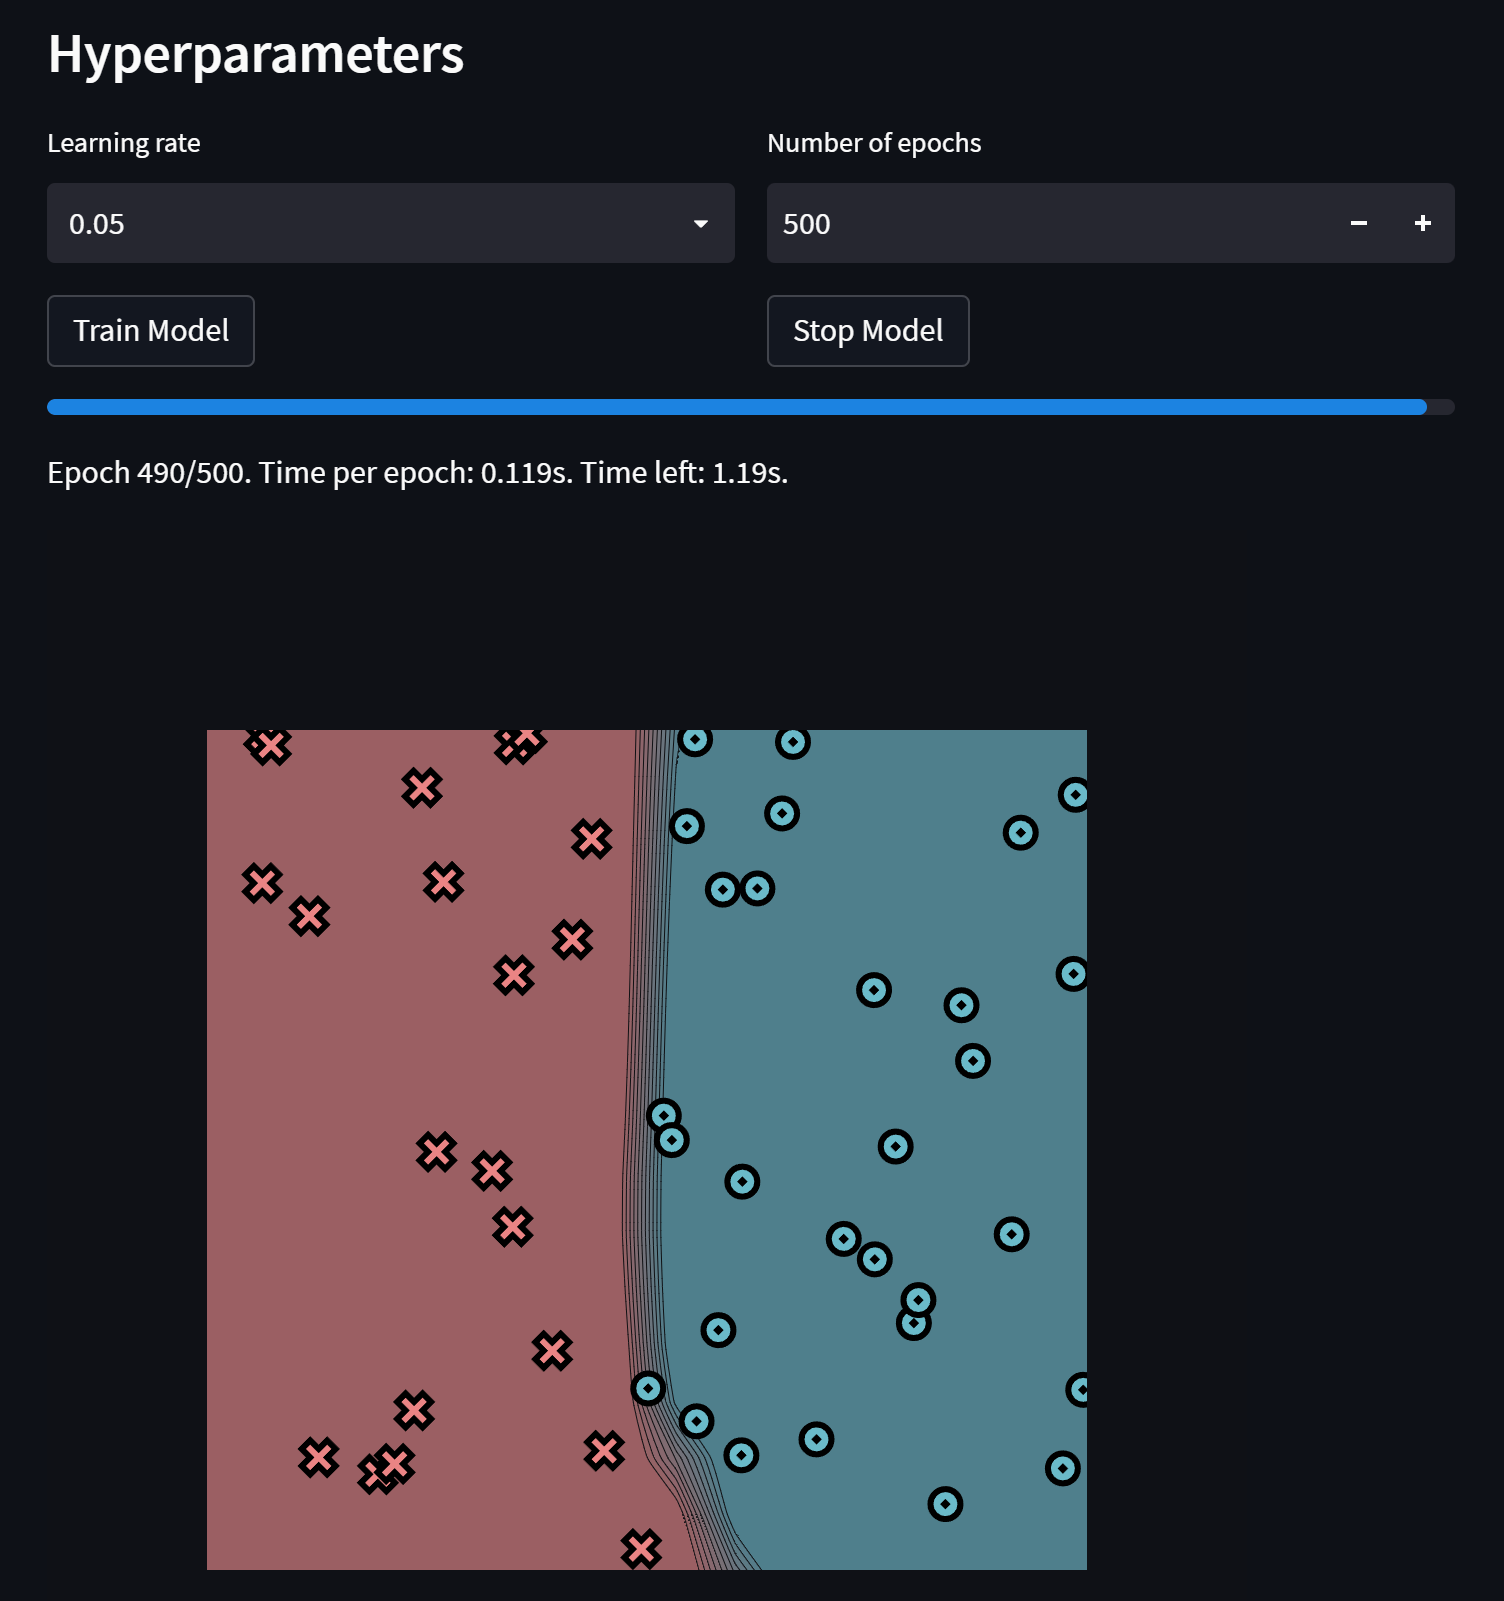 Hyperparameters
Learning rate
Number of epochs
0.05
500
Train Model
Stop Model
Epoch 490/500. Time per epoch: 0.119s. Time left: 1.19s.